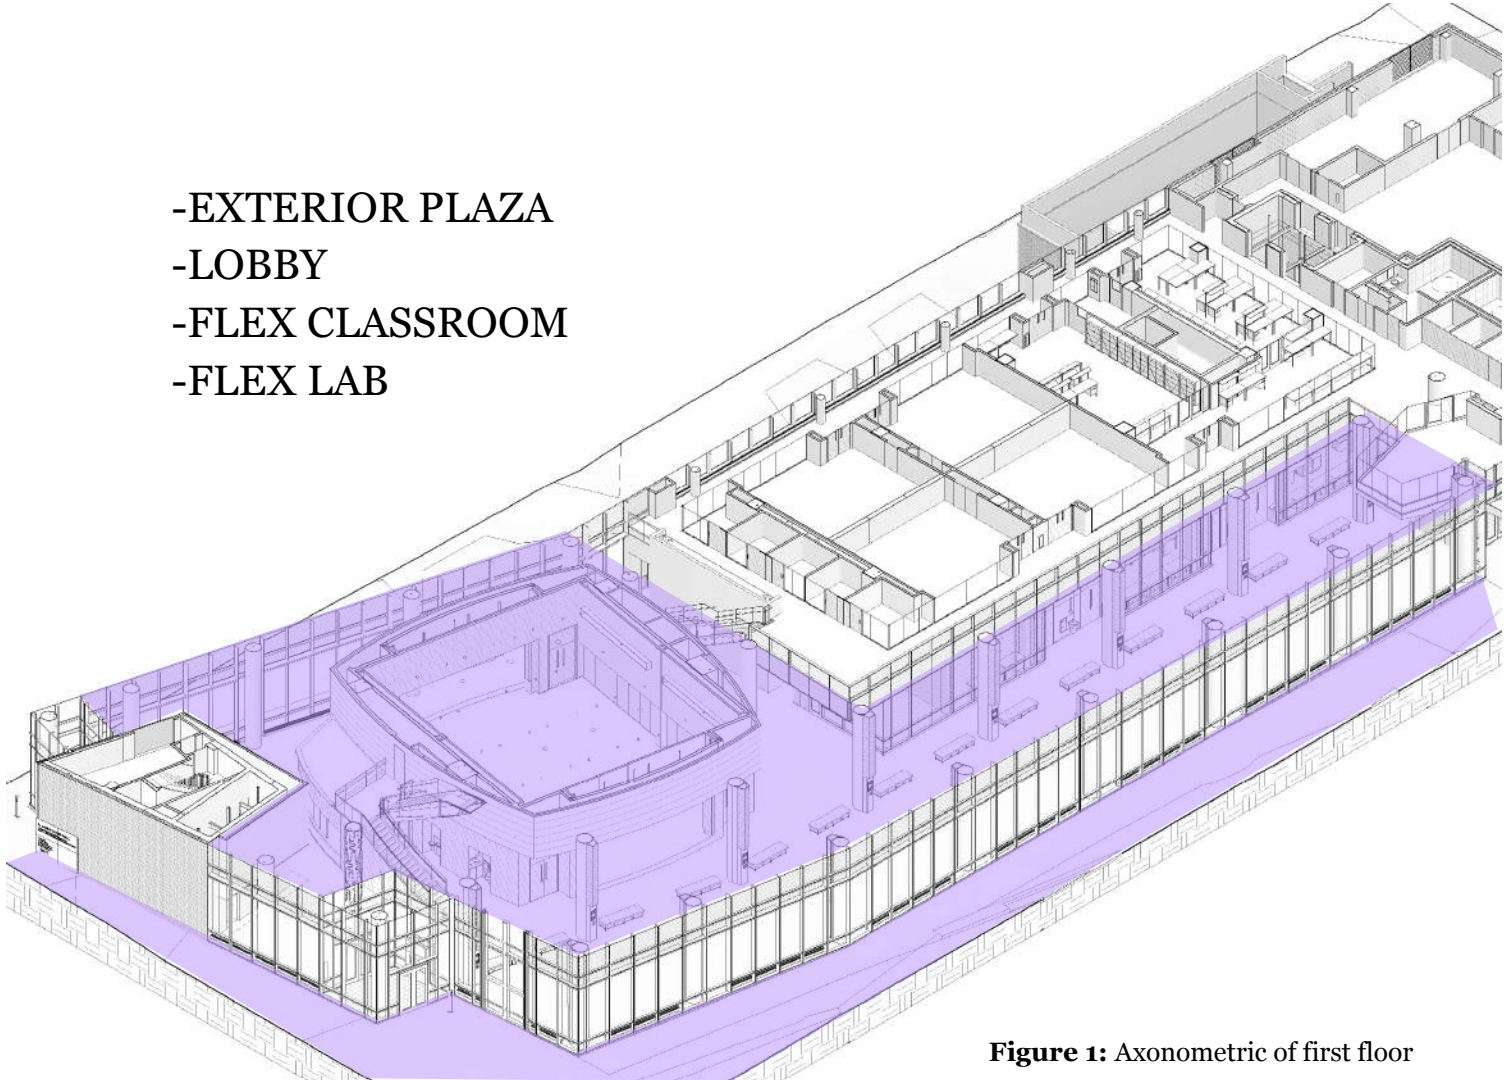 -EXTERIOR PLAZA
-LOBBY
-FLEX CLASSROOM
-FLEX LAB
Figure 1: Axonometric of first floor